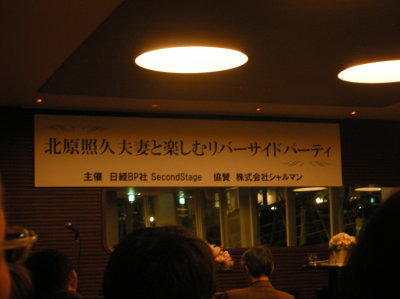 北原照久夫妻と楽しむリバーサイドパーティ
主催 日経BP社 SecondStage 協賛 株式会社シャルマン